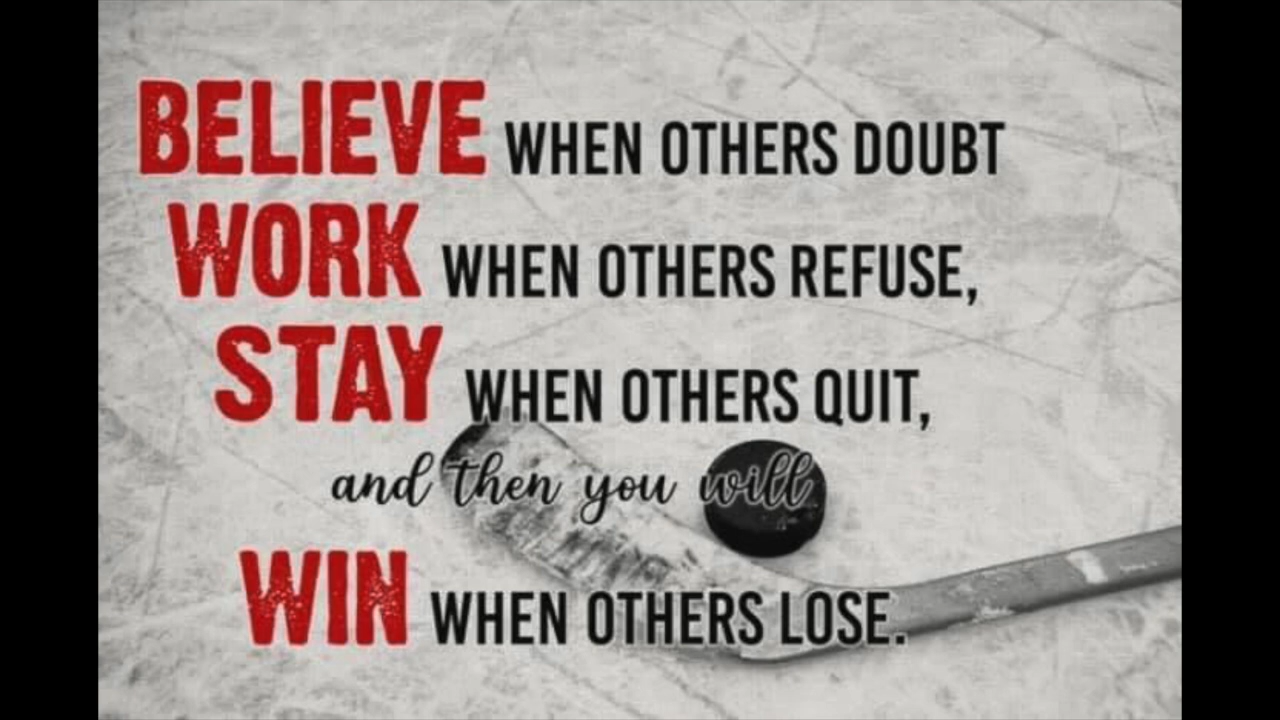 BELIEVE WHEN OTHERS DOUBT
WORK WHEN OTHERS REFUSE,
STAY WHEN OTHERS QUIT,
and then you will
WIN WHEN OTHERS LOSE.